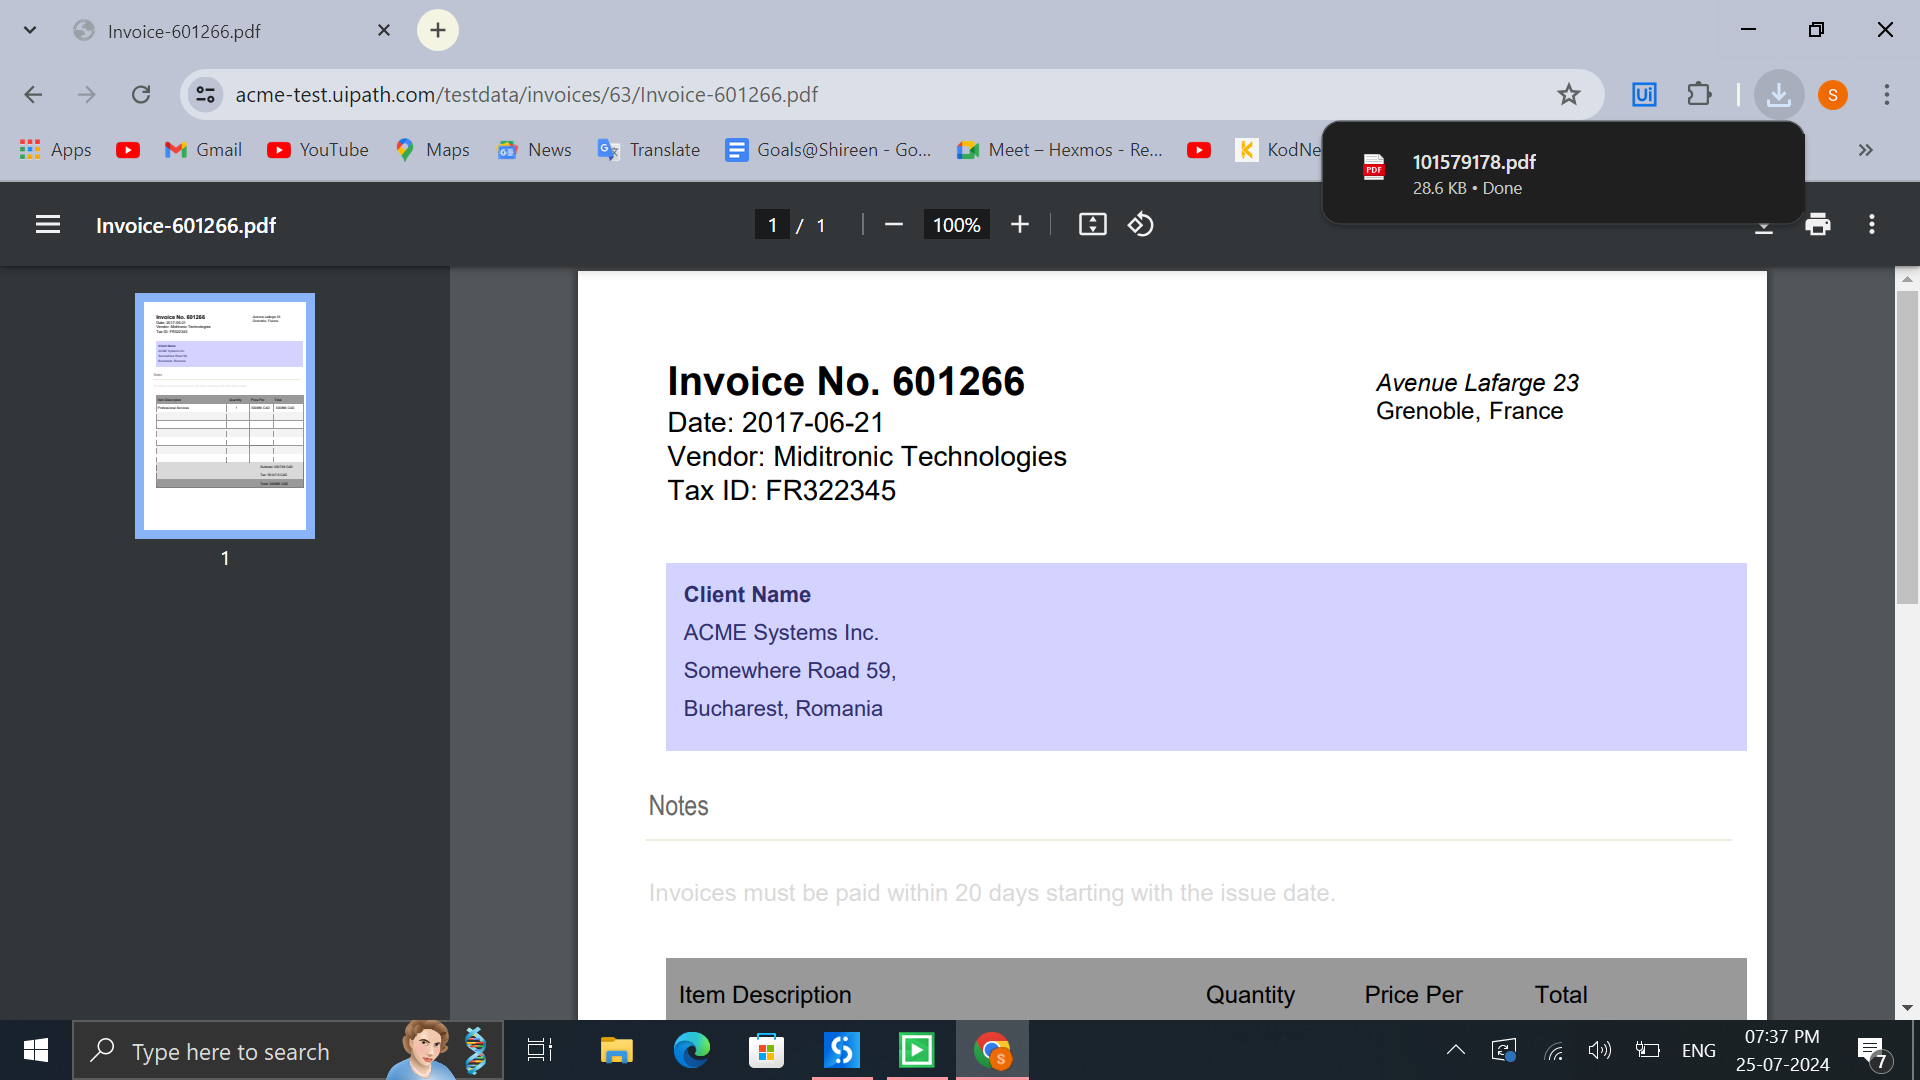 Invoice-601266.pdf
acme-test.uipath.com/testdata/invoices/63/Invoice-601266.pdf
Ui
S
Apps
Gmail
YouTube
Maps
News
Translate
Goals@Shireen - Go...
Meet – Hexmos - Re...
KodNe
PDF
101579178.pdf
28.6 KB • Done
Invoice-601266.pdf
1 / 1
100%
Invoice No. 601266
Date: 2017-06-21
Vendor: Miditronic Technologies
Tax ID: FR322345
Avenue Lafarge 23
Grenoble, France
Client Name
ACME Systems Inc.
Somewhere Road 59,
Bucharest, Romania
Notes
Invoices must be paid within 20 days starting with the issue date.
Item Description Quantity Price Per Total
1
Type here to search
S
ENG
07:37 PM
25-07-2024
7